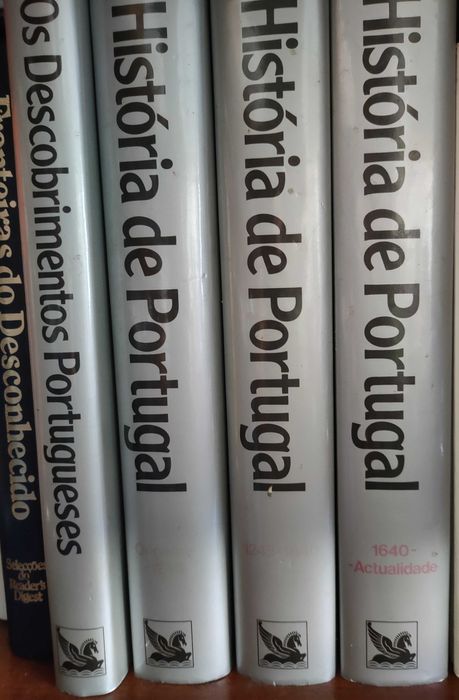 Fronteiras do Desconhecido
Selecções
do
Reader's
Digest
Os Descobrimentos Portugueses
História de Portugal
História de Portugal
História de Portugal
1640-
-Actualidade